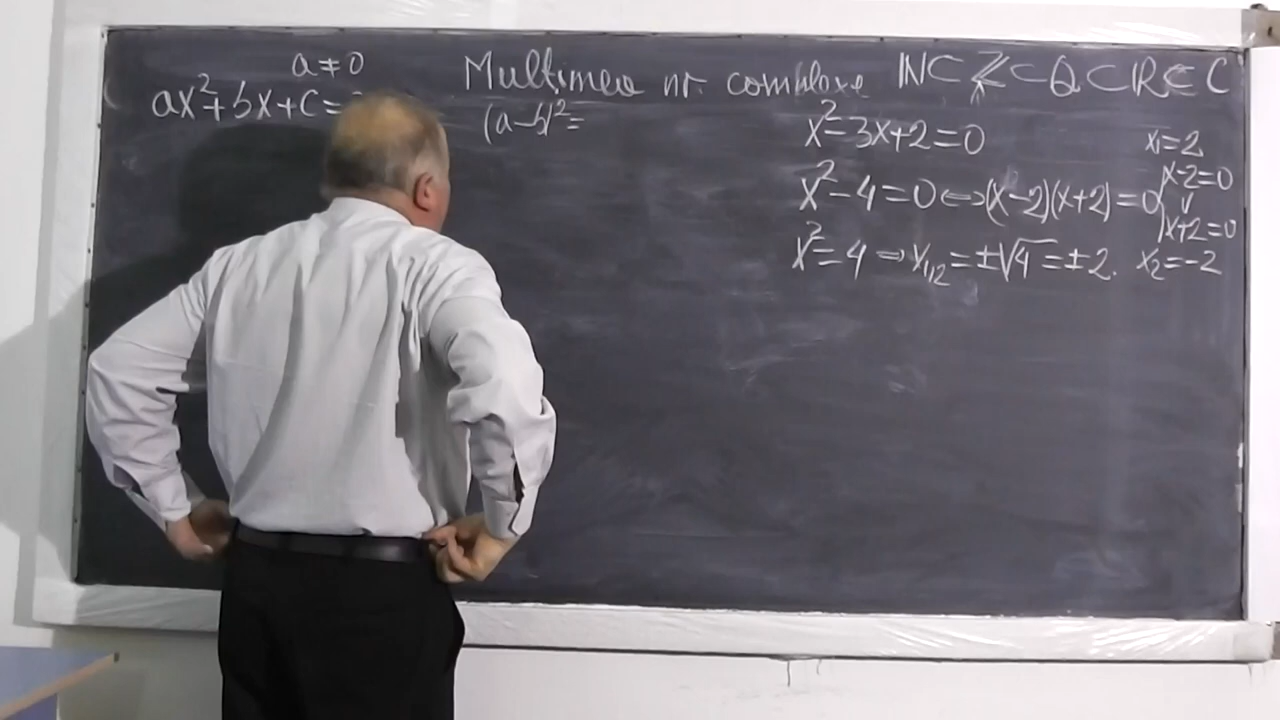 a ≠ 0
ax²+bx+c=
Multimea nr. complexe ℕ⊂ℤ⊂Q⊂ℝ⊂C
(a-b)²=
x²-3x+2=0
x²-4=0⇔(x-2)(x+2)=0
x²=4⇒x₁,₂=±√4=±2.
x₁=2
x-2=0
∨
x+2=0
x₂=-2